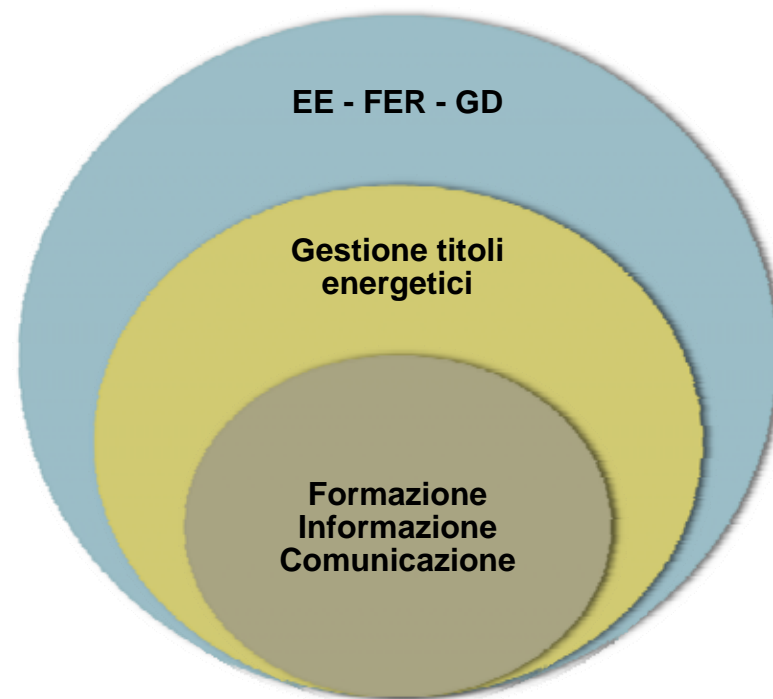 EE - FER - GD
Gestione titoli
energetici
Formazione
Informazione
Comunicazione